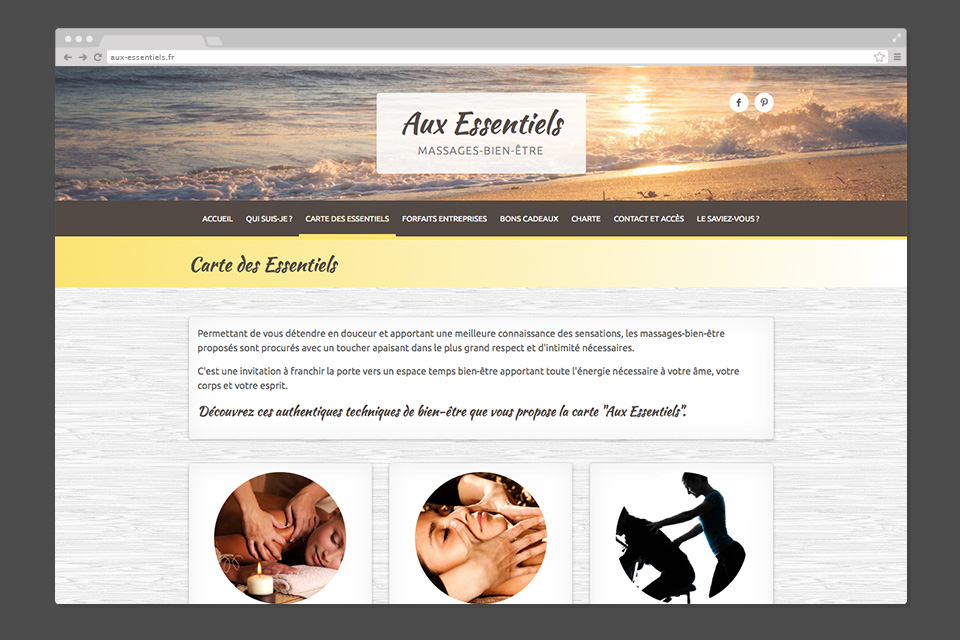 aux-essentiels.fr
Aux Essentiels
MASSAGES-BIEN-ÊTRE
ACCUEIL QUI SUIS-JE ? CARTE DES ESSENTIELS FORFAITS ENTREPRISES BONS CADEAUX CHARTE CONTACT ET ACCÈS LE SAVIEZ-VOUS ?
Carte des Essentiels
Permettant de vous détendre en douceur et apportant une meilleure connaissance des sensations, les massages-bien-être
proposés sont procurés avec un toucher apaisant dans le plus grand respect et d'intimité nécessaires.
C'est une invitation à franchir la porte vers un espace temps bien-être apportant toute l'énergie nécessaire à votre âme, votre
corps et votre esprit.
Découvrez ces authentiques techniques de bien-être que vous propose la carte "Aux Essentiels".